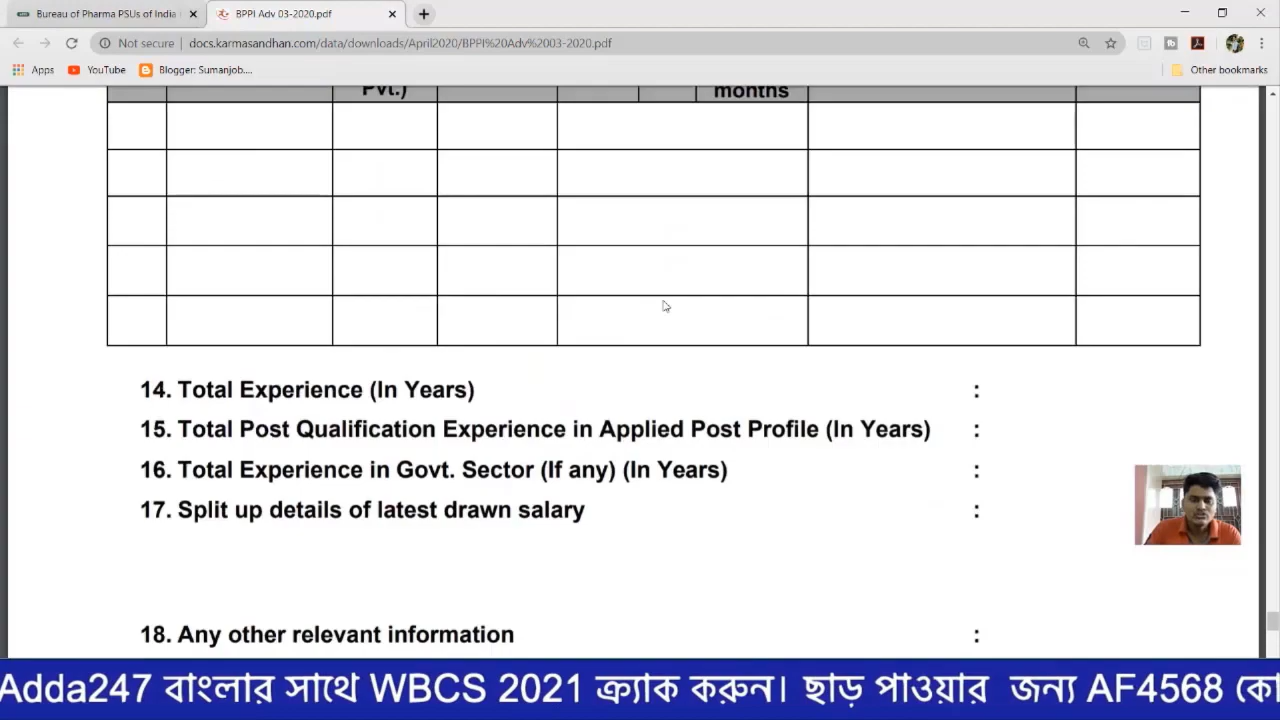 Bureau of Pharma PSUs of India
BPPI Adv 03-2020.pdf
Not secure | docs.karmasandhan.com/data/downloads/April2020/BPPI%20Adv%2003-2020.pdf
Apps YouTube Blogger: Sumanjob.... Other bookmarks
Pvt.) months
14. Total Experience (In Years) :
15. Total Post Qualification Experience in Applied Post Profile (In Years) :
16. Total Experience in Govt. Sector (If any) (In Years) :
17. Split up details of latest drawn salary :
18. Any other relevant information :
Adda247 বাংলার সাথে WBCS 2021 ক্র্যাক করুন। ছাড় পাওয়ার জন্য AF4568 কো